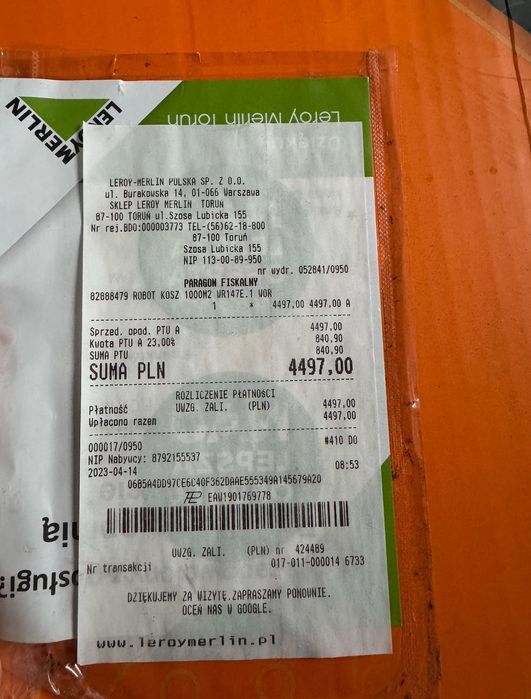 LEROY
MERLIN
Leroy Merlin Toruń
LEROY-MERLIN POLSKA SP. Z O.O.
ul. Burakowska 14, 01-066 Warszawa
SKLEP LEROY MERLIN TORUŃ
87-100 TORUŃ ul.Szosa Lubicka 155
Nr rej.BDO:000003773 TEL-(56)62-18-800
87-100 Toruń
Szosa Lubicka 155
NIP 113-00-89-950
nr wydr. 052841/0950
PARAGON FISKALNY
82888479 ROBOT KOSZ 1000M2 WR147E.1 WOR
1 * 4497,00 4497,00 A
Sprzed. opod. PTU A 4497,00
Kwota PTU A 23,00% 840,90
SUMA PTU 840,90
SUMA PLN 4497,00
ROZLICZENIE PŁATNOŚCI
Płatność UWZG. ZALI. (PLN) 4497,00
Wpłacono razem 4497,00
000017/0950 #410 DO
NIP Nabywcy: 8792155537
2023-04-14 08:53
06B5A4DD97CE6C40F362DAAE555349A145679A20
EAW1901769778
UWZG. ZALI. (PLN) nr 424489
Nr transakcji 017-011-000014 6733
DZIĘKUJEMY ZA WIZYTĘ.ZAPRASZAMY PONOWNIE.
OCEŃ NAS W GOOGLE.
www.leroymerlin.pl